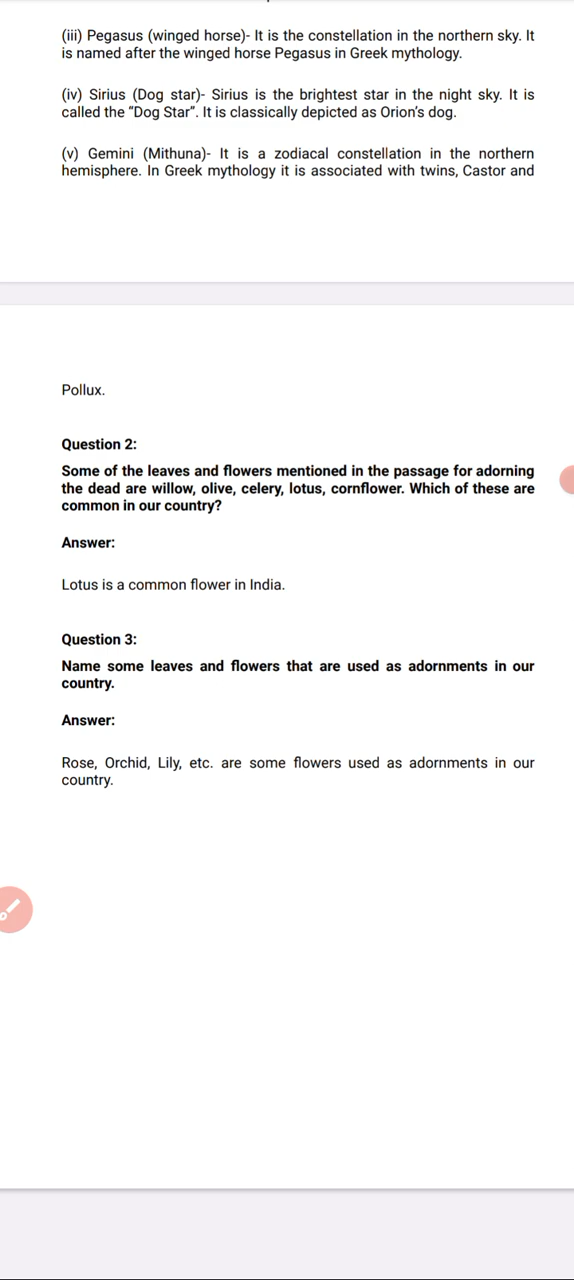 (iii) Pegasus (winged horse)- It is the constellation in the northern sky. It
is named after the winged horse Pegasus in Greek mythology.
(iv) Sirius (Dog star)- Sirius is the brightest star in the night sky. It is
called the “Dog Star”. It is classically depicted as Orion’s dog.
(v) Gemini (Mithuna)- It is a zodiacal constellation in the northern
hemisphere. In Greek mythology it is associated with twins, Castor and
Pollux.
Question 2:
Some of the leaves and flowers mentioned in the passage for adorning
the dead are willow, olive, celery, lotus, cornflower. Which of these are
common in our country?
Answer:
Lotus is a common flower in India.
Question 3:
Name some leaves and flowers that are used as adornments in our
country.
Answer:
Rose, Orchid, Lily, etc. are some flowers used as adornments in our
country.